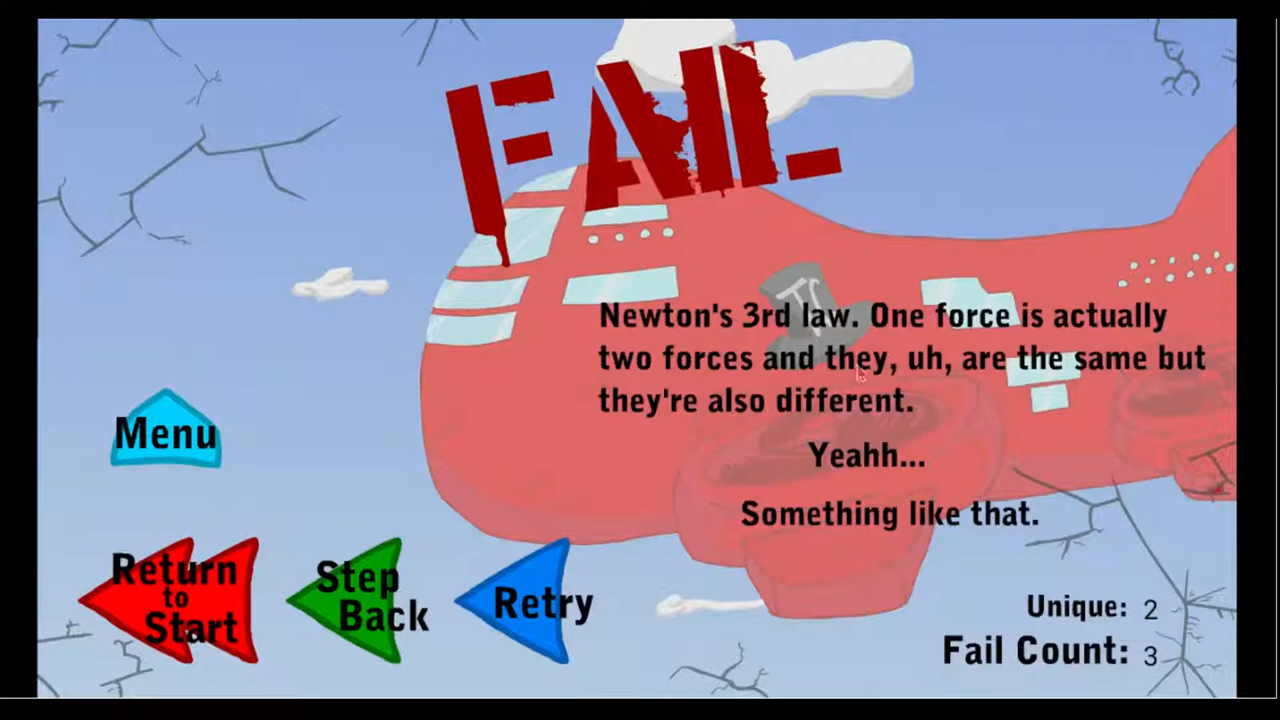 FAIL
TC
Newton's 3rd law. One force is actually
two forces and they, uh, are the same but
they're also different.
Yeahh...
Something like that.
Menu
Return
to
Start
Step
Back
Retry
Unique: 2
Fail Count: 3